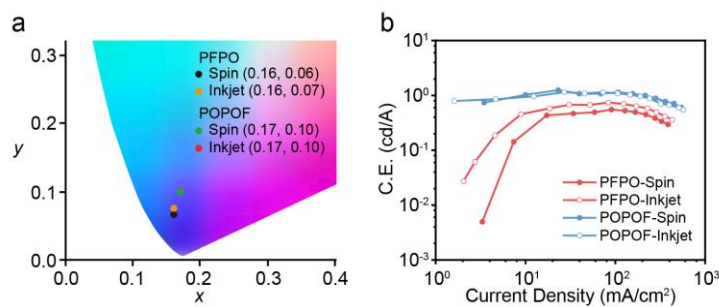 a
0.3
0.2
0.1
0.0
y
0.0
0.1
0.2
0.3
0.4
x
PFPO
Spin (0.16, 0.06)
Inkjet (0.16, 0.07)
POPOF
Spin (0.17, 0.10)
Inkjet (0.17, 0.10)
b
10¹
10⁰
10⁻¹
10⁻²
10⁻³
C.E. (cd/A)
PFPO-Spin
PFPO-Inkjet
POPOF-Spin
POPOF-Inkjet
10⁰
10¹
10²
10³
Current Density (mA/cm²)